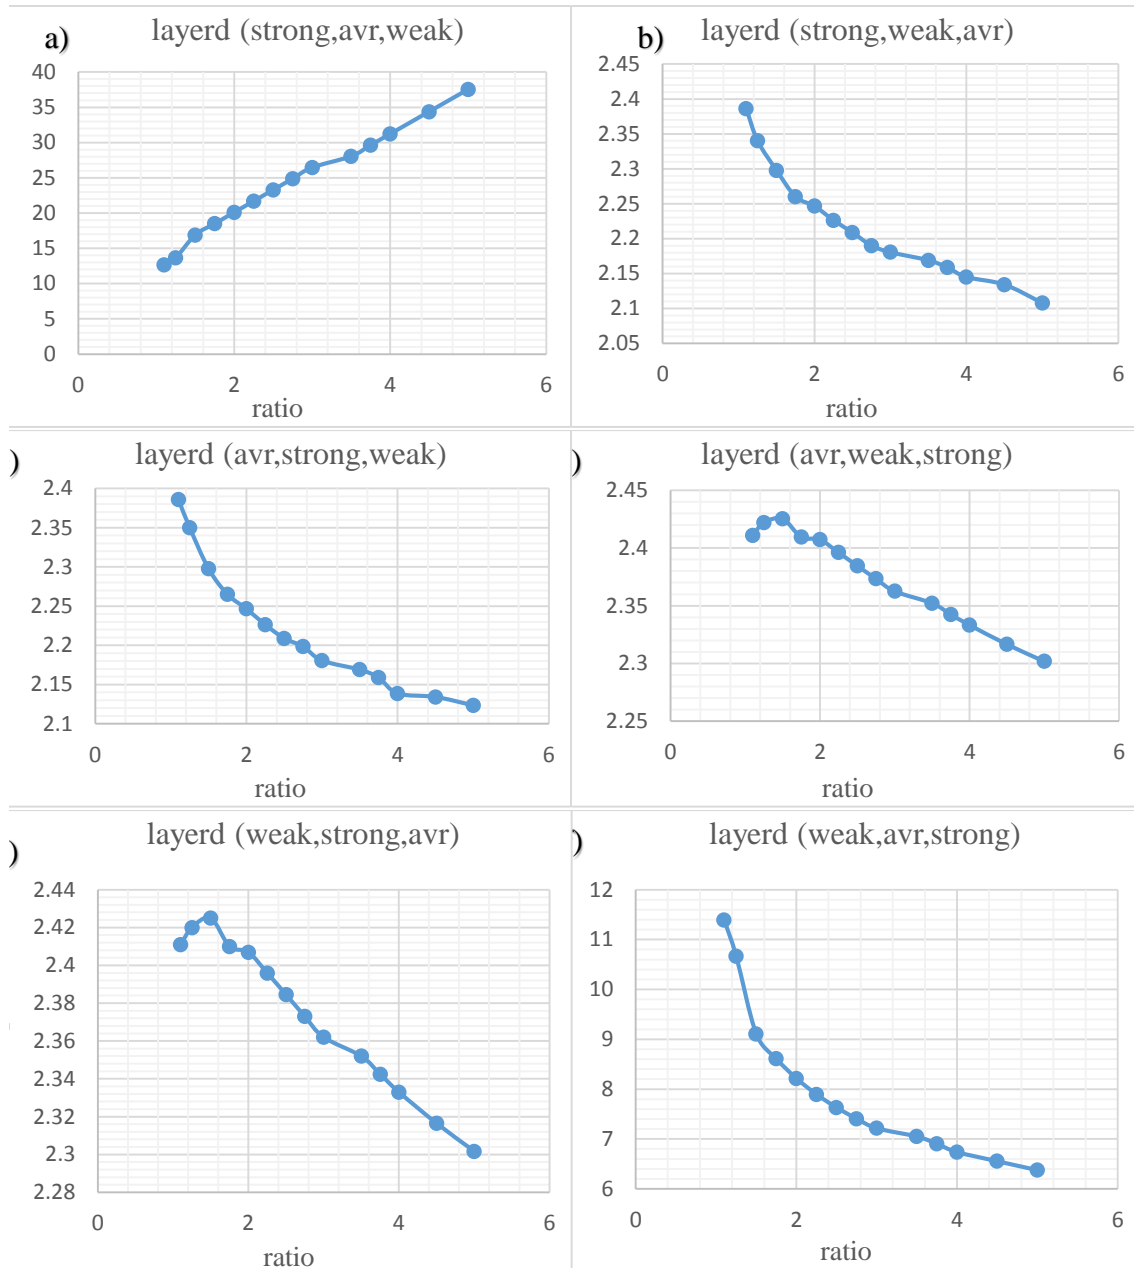 a) layerd (strong,avr,weak)
40
35
30
25
20
15
10
5
0
0 2 4 6
ratio
b) layerd (strong,weak,avr)
2.45
2.4
2.35
2.3
2.25
2.2
2.15
2.1
2.05
0 2 4 6
ratio
) layerd (avr,strong,weak)
2.4
2.35
2.3
2.25
2.2
2.15
2.1
0 2 4 6
ratio
) layerd (avr,weak,strong)
2.45
2.4
2.35
2.3
2.25
0 2 4 6
ratio
) layerd (weak,strong,avr)
2.44
2.42
2.4
2.38
2.36
2.34
2.32
2.3
2.28
0 2 4 6
ratio
) layerd (weak,avr,strong)
12
11
10
9
8
7
6
0 2 4 6
ratio